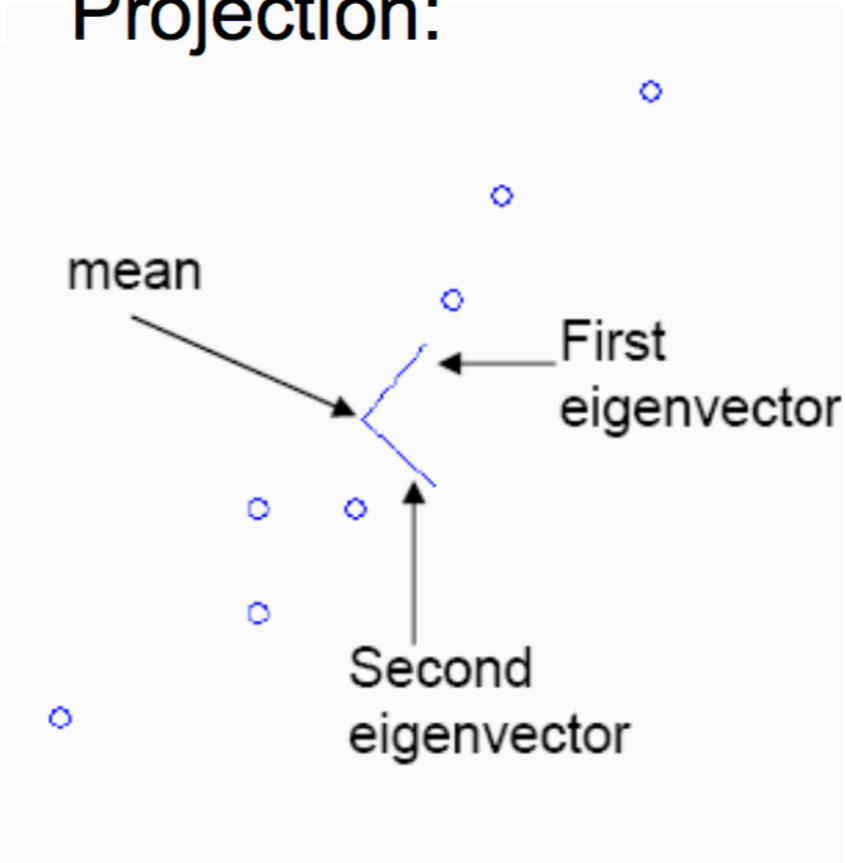 Projection:
mean
First
eigenvector
Second
eigenvector